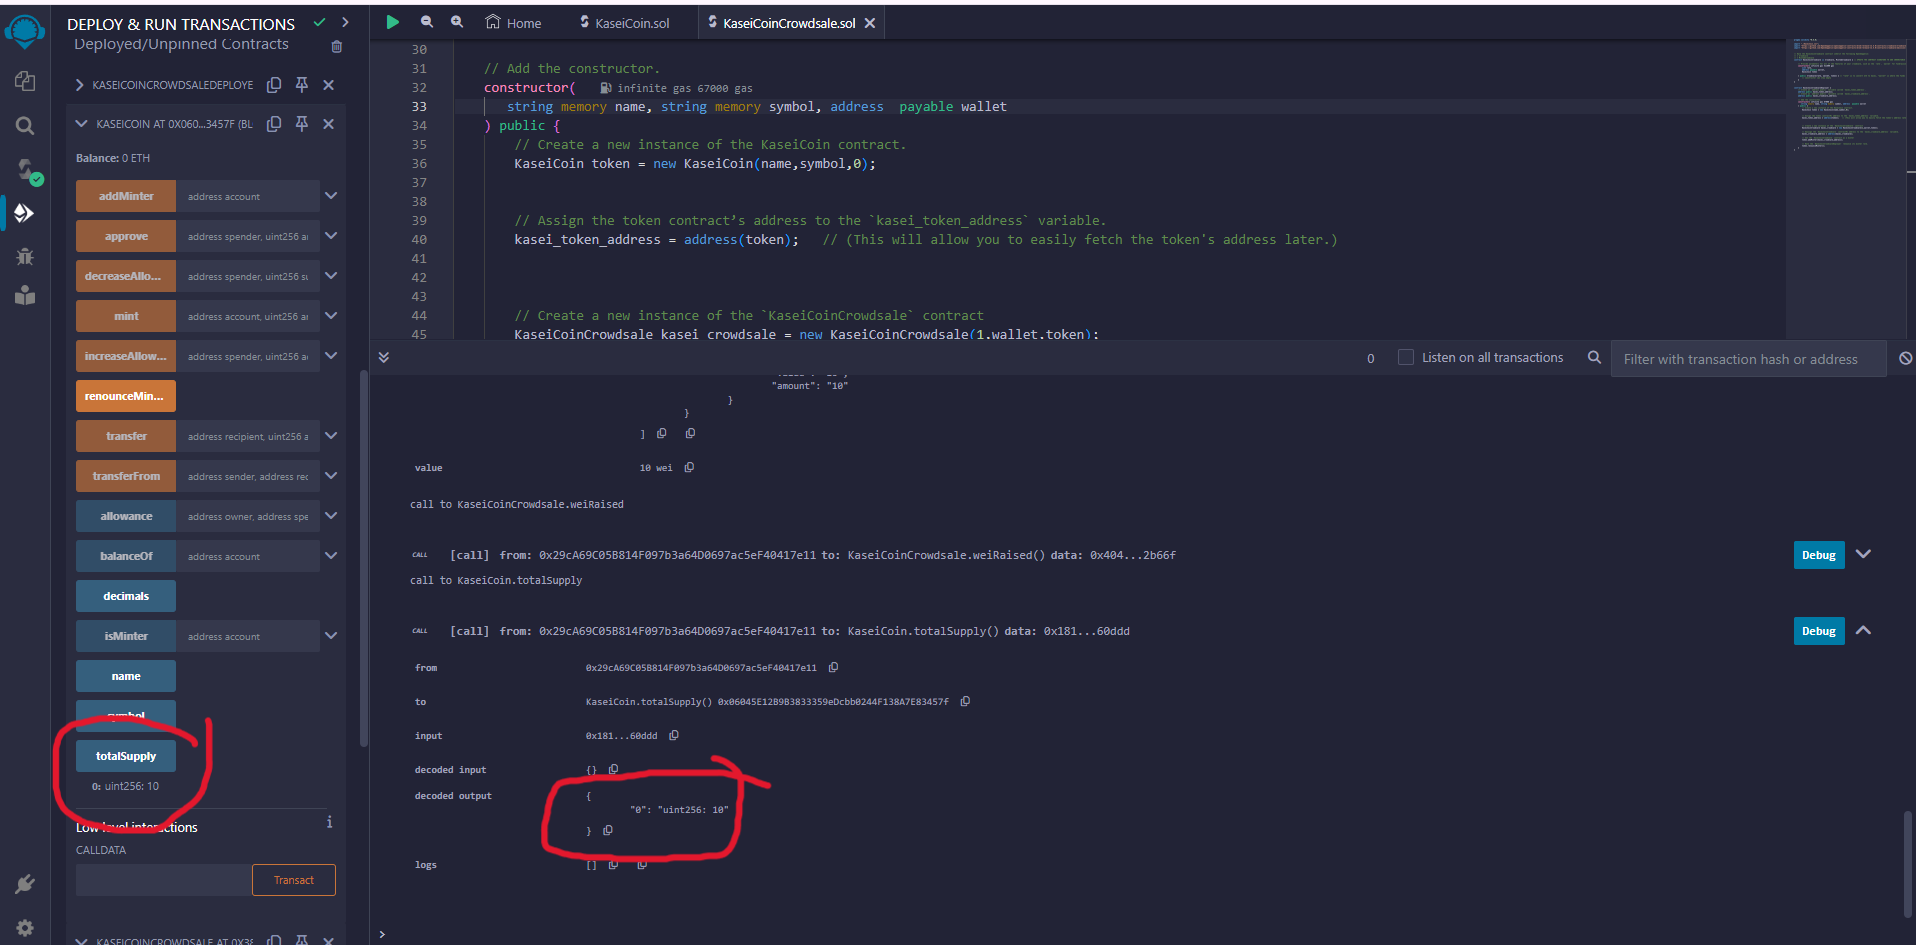 DEPLOY & RUN TRANSACTIONS
Deployed/Unpinned Contracts
KASEICOINCROWDSALEDEPLOYE
KASEICOIN AT 0X060...3457F (BL
Balance: 0 ETH
addMinter address account
approve address spender, uint256 a
decreaseAllo... address spender, uint256 su
mint address account, uint256 a
increaseAllow... address spender, uint256 a
renounceMin...
transfer address recipient, uint256 a
transferFrom address sender, address rec
allowance address owner, address spe
balanceOf address account
decimals
isMinter address account
name
symbol
totalSupply
0: uint256: 10
Low level interactions
i
CALLDATA
Transact
KASEICOINCROWDSALE AT 0X38
Home
KaseiCoin.sol
KaseiCoinCrowdsale.sol
30
31 // Add the constructor.
32 constructor( infinite gas 67000 gas
33 string memory name, string memory symbol, address payable wallet
34 ) public {
35 // Create a new instance of the KaseiCoin contract.
36 KaseiCoin token = new KaseiCoin(name,symbol,0);
37
38
39 // Assign the token contract’s address to the `kasei_token_address` variable.
40 kasei_token_address = address(token); // (This will allow you to easily fetch the token's address later.)
41
42
43
44 // Create a new instance of the `KaseiCoinCrowdsale` contract
45 KaseiCoinCrowdsale kasei_crowdsale = new KaseiCoinCrowdsale(1,wallet,token);
0 Listen on all transactions
Filter with transaction hash or address
"amount": "10"
}
}
]
value 10 wei
call to KaseiCoinCrowdsale.weiRaised
CALL [call] from: 0x29cA69C05B814F097b3a64D0697ac5eF40417e11 to: KaseiCoinCrowdsale.weiRaised() data: 0x404...2b66f
Debug
call to KaseiCoin.totalSupply
CALL [call] from: 0x29cA69C05B814F097b3a64D0697ac5eF40417e11 to: KaseiCoin.totalSupply() data: 0x181...60ddd
Debug
from 0x29cA69C05B814F097b3a64D0697ac5eF40417e11
to KaseiCoin.totalSupply() 0x06045E12B9B3833359eDcbb0244F138A7E83457f
input 0x181...60ddd
decoded input {}
decoded output {
"0": "uint256: 10"
}
logs []
>